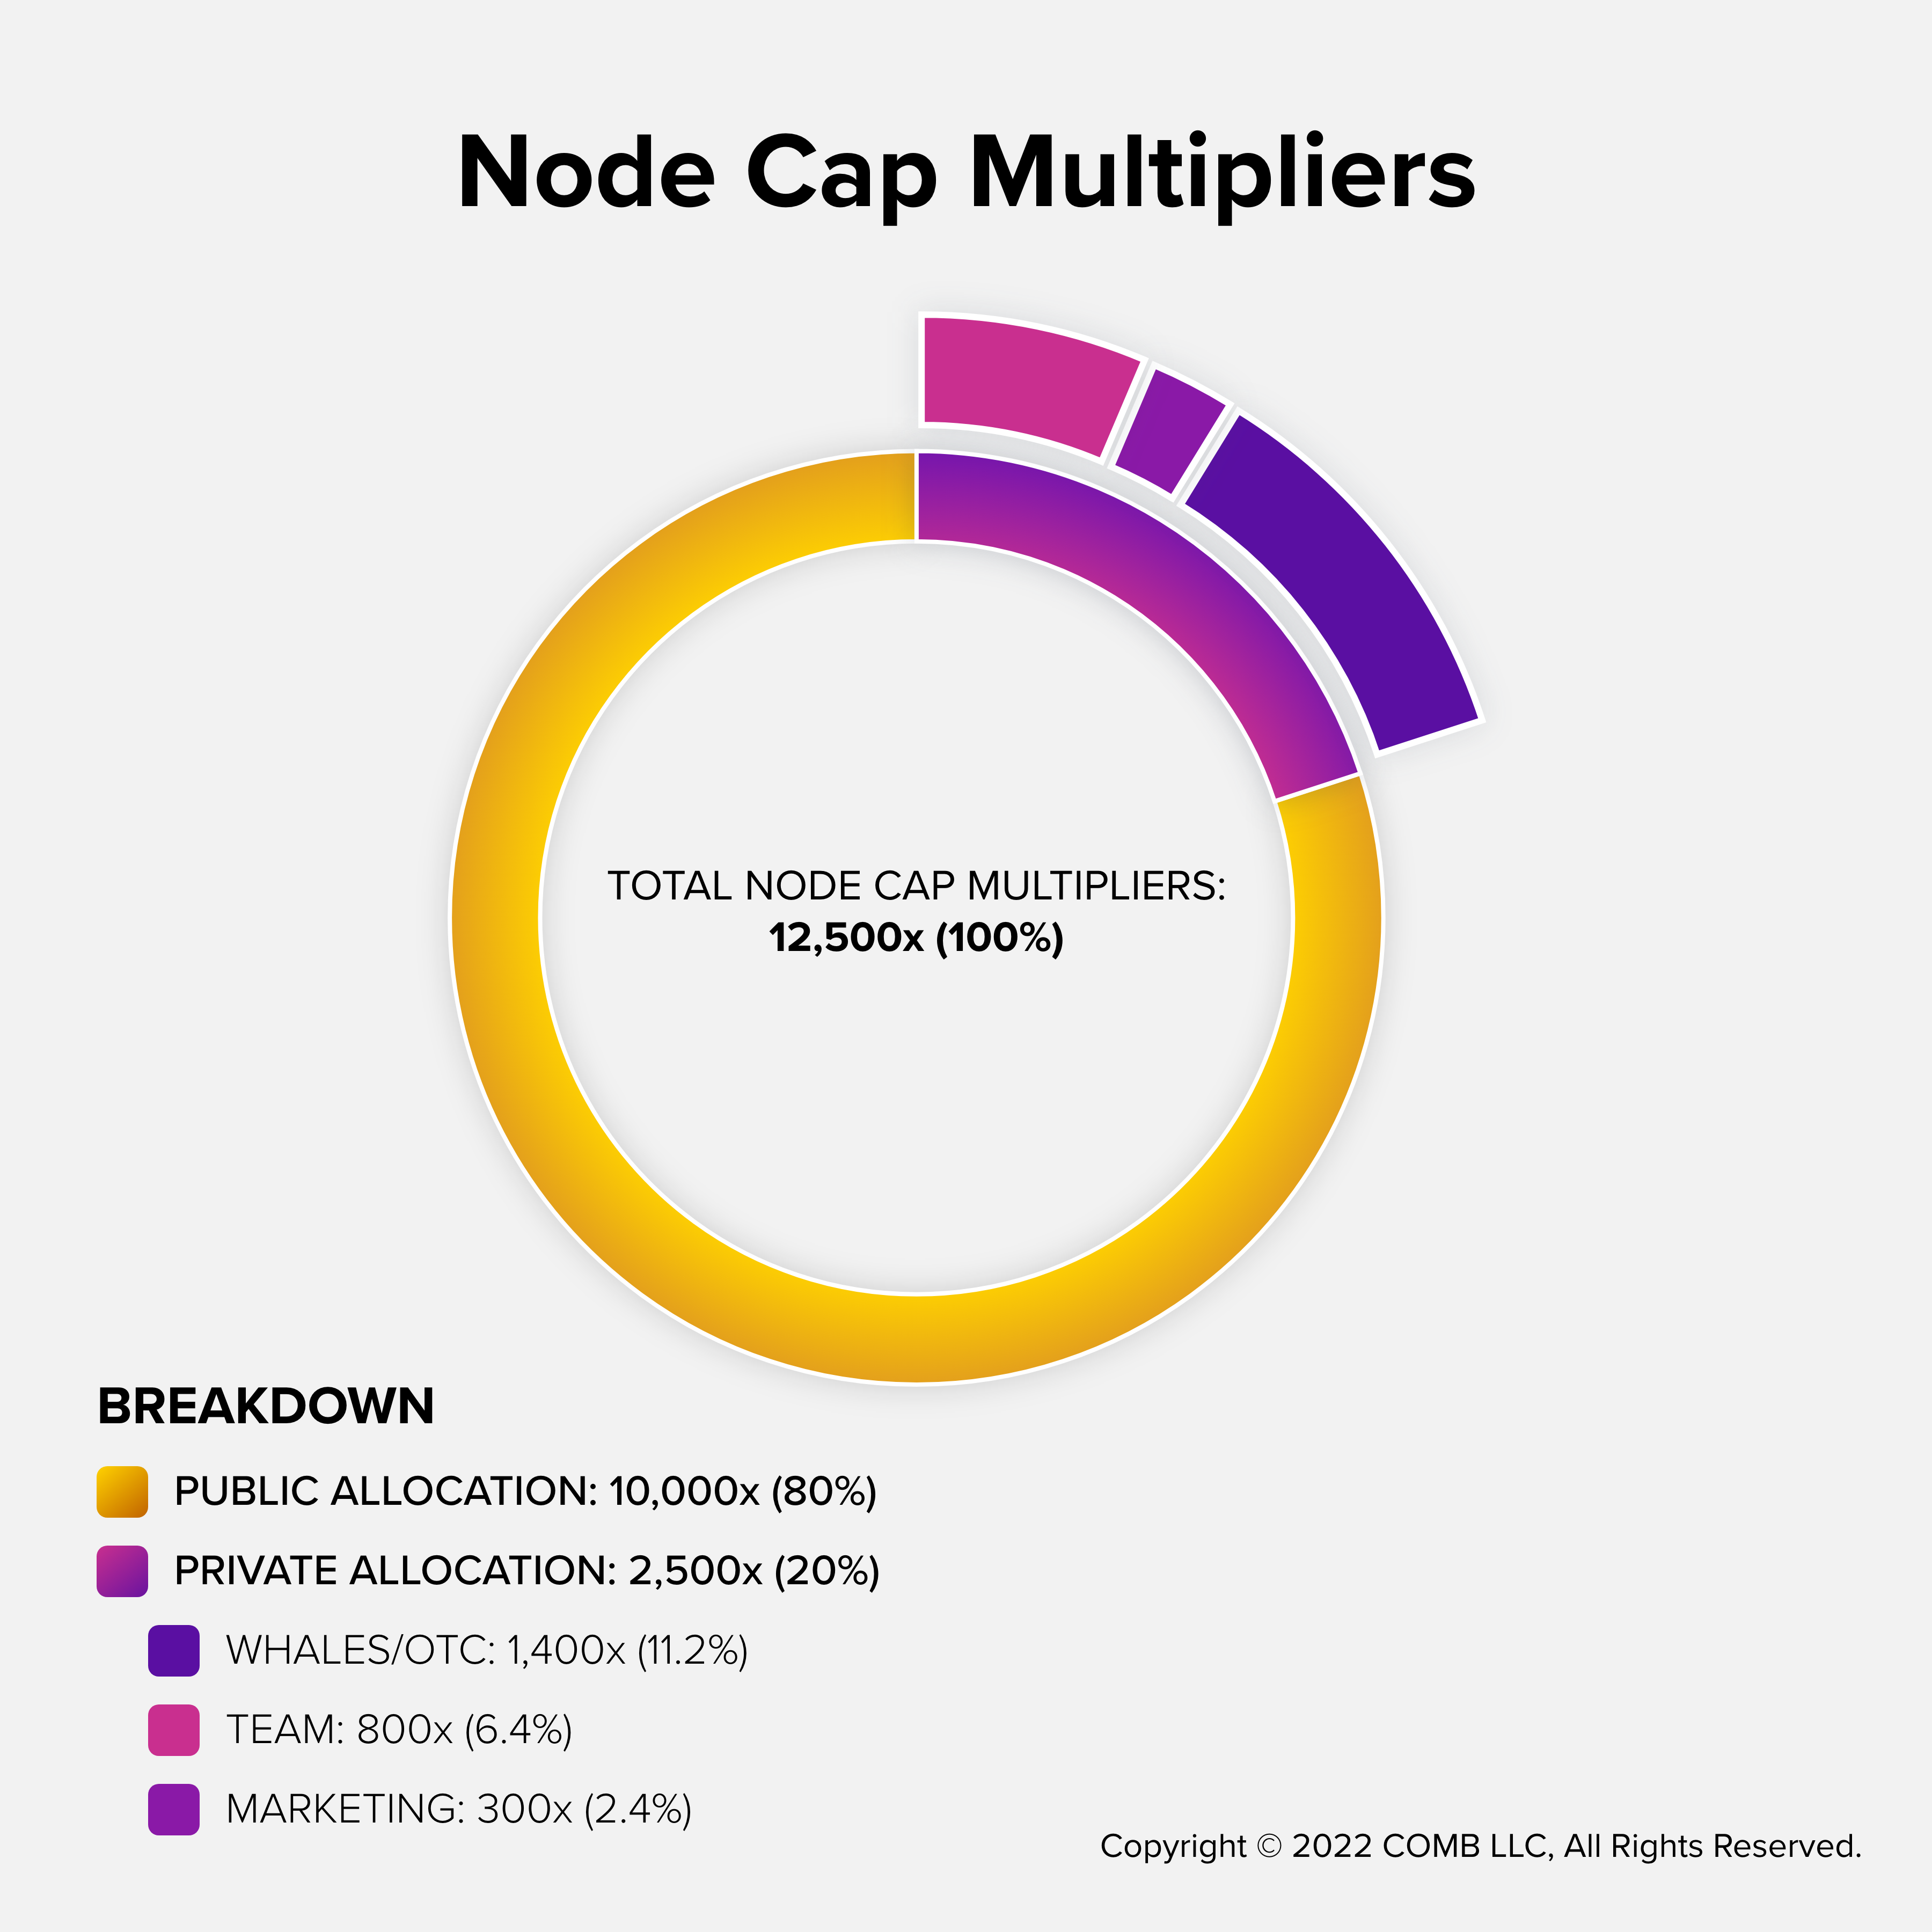 Node Cap Multipliers
TOTAL NODE CAP MULTIPLIERS:
12,500x (100%)
BREAKDOWN
PUBLIC ALLOCATION: 10,000x (80%)
PRIVATE ALLOCATION: 2,500x (20%)
WHALES/OTC: 1,400x (11.2%)
TEAM: 800x (6.4%)
MARKETING: 300x (2.4%)
Copyright © 2022 COMB LLC, All Rights Reserved.